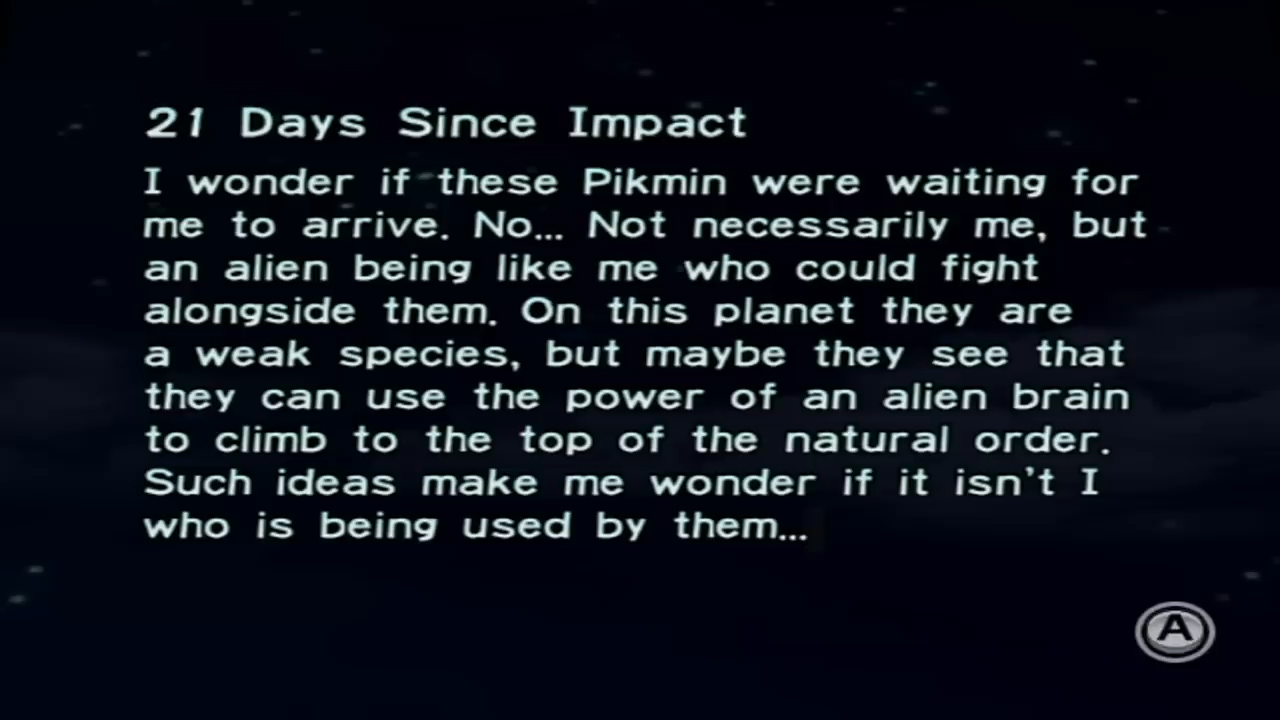 21 Days Since Impact
I wonder if these Pikmin were waiting for
me to arrive. No... Not necessarily me, but
an alien being like me who could fight
alongside them. On this planet they are
a weak species, but maybe they see that
they can use the power of an alien brain
to climb to the top of the natural order.
Such ideas make me wonder if it isn't I
who is being used by them...
A